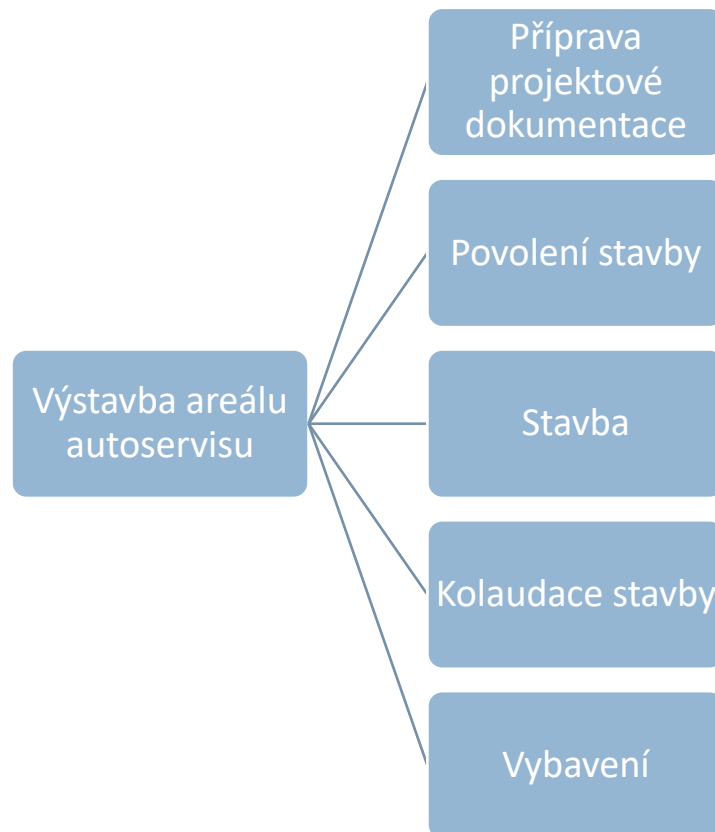 Příprava
projektové
dokumentace
Povolení stavby
Výstavba areálu
autoservisu
Stavba
Kolaudace stavby
Vybavení